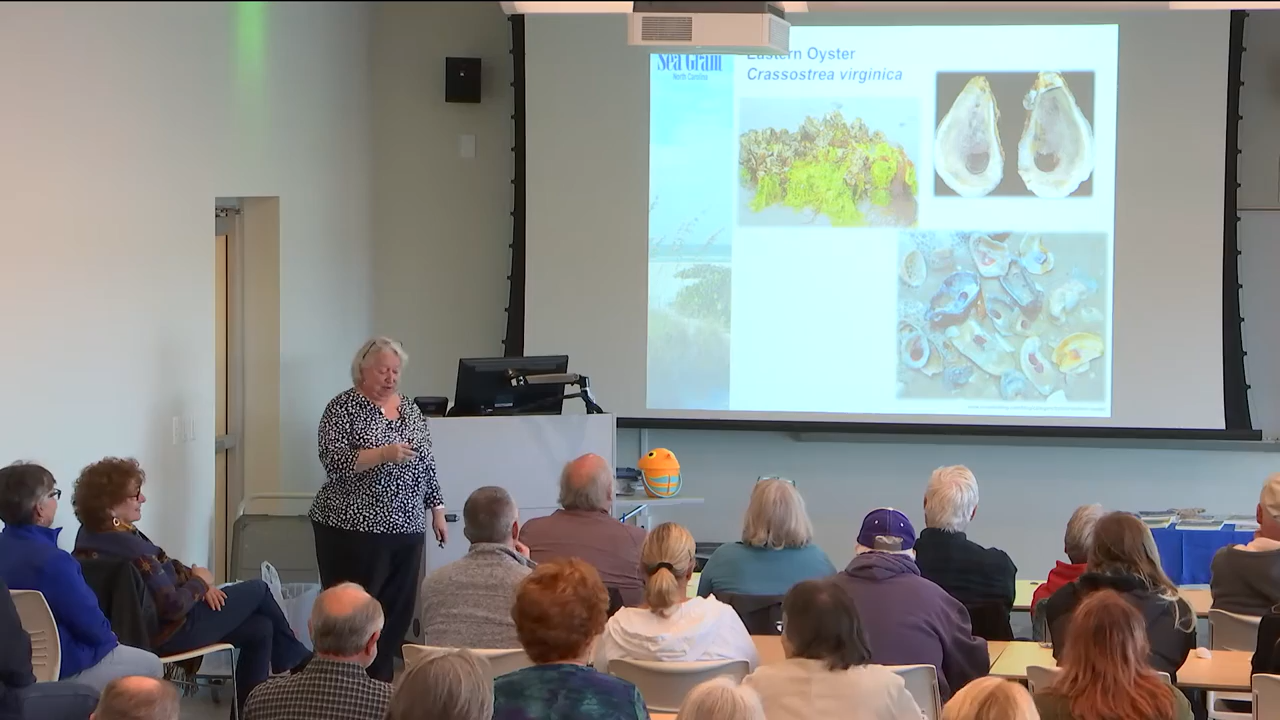 Sea Grant
North Carolina
Eastern Oyster
Crassostrea virginica